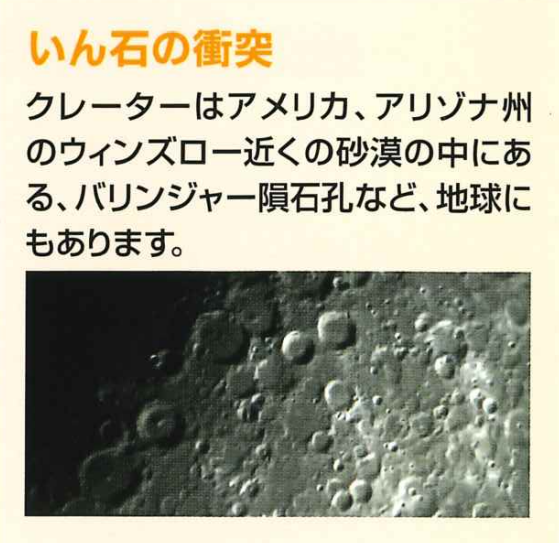 いん石の衝突
クレーターはアメリカ、アリゾナ州
のウィンズロー近くの砂漠の中にあ
る、バリンジャー隕石孔など、地球に
もあります。